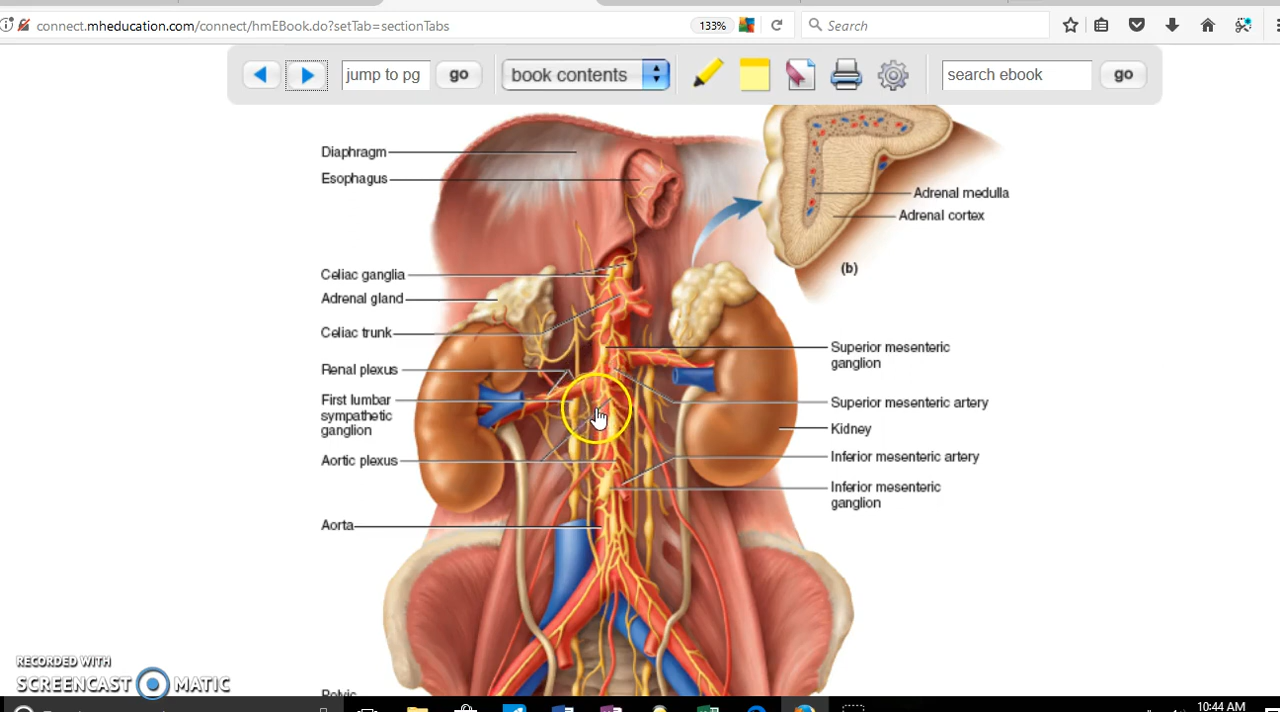 connect.mheducation.com/connect/hmEBook.do?setTab=sectionTabs
133%
Search
jump to pg
go
book contents
search ebook
go
Diaphragm
Esophagus
Adrenal medulla
Adrenal cortex
(b)
Celiac ganglia
Adrenal gland
Celiac trunk
Superior mesenteric
ganglion
Renal plexus
First lumbar
sympathetic
ganglion
Superior mesenteric artery
Kidney
Aortic plexus
Inferior mesenteric artery
Inferior mesenteric
ganglion
Aorta
RECORDED WITH
SCREENCAST MATIC
Pelvic
10:44 AM